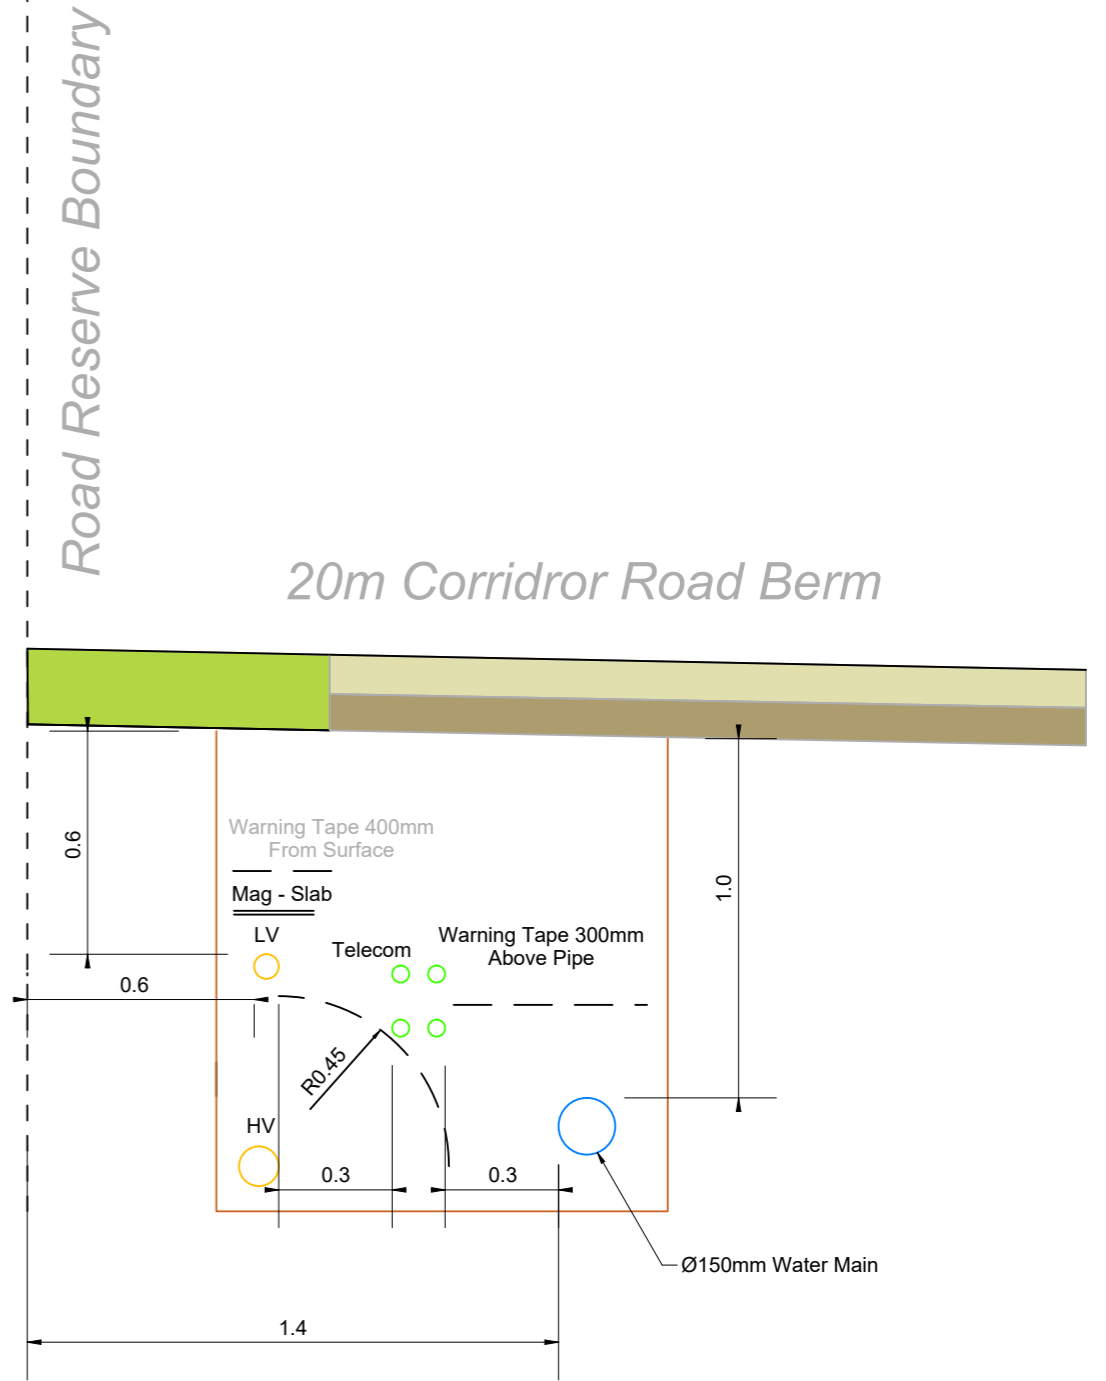 Road Reserve Boundary
20m Corridror Road Berm
Warning Tape 400mm
From Surface
0.6
Mag - Slab
1.0
LV
Telecom
Warning Tape 300mm
Above Pipe
0.6
R0.45
HV
0.3
0.3
Ø150mm Water Main
1.4